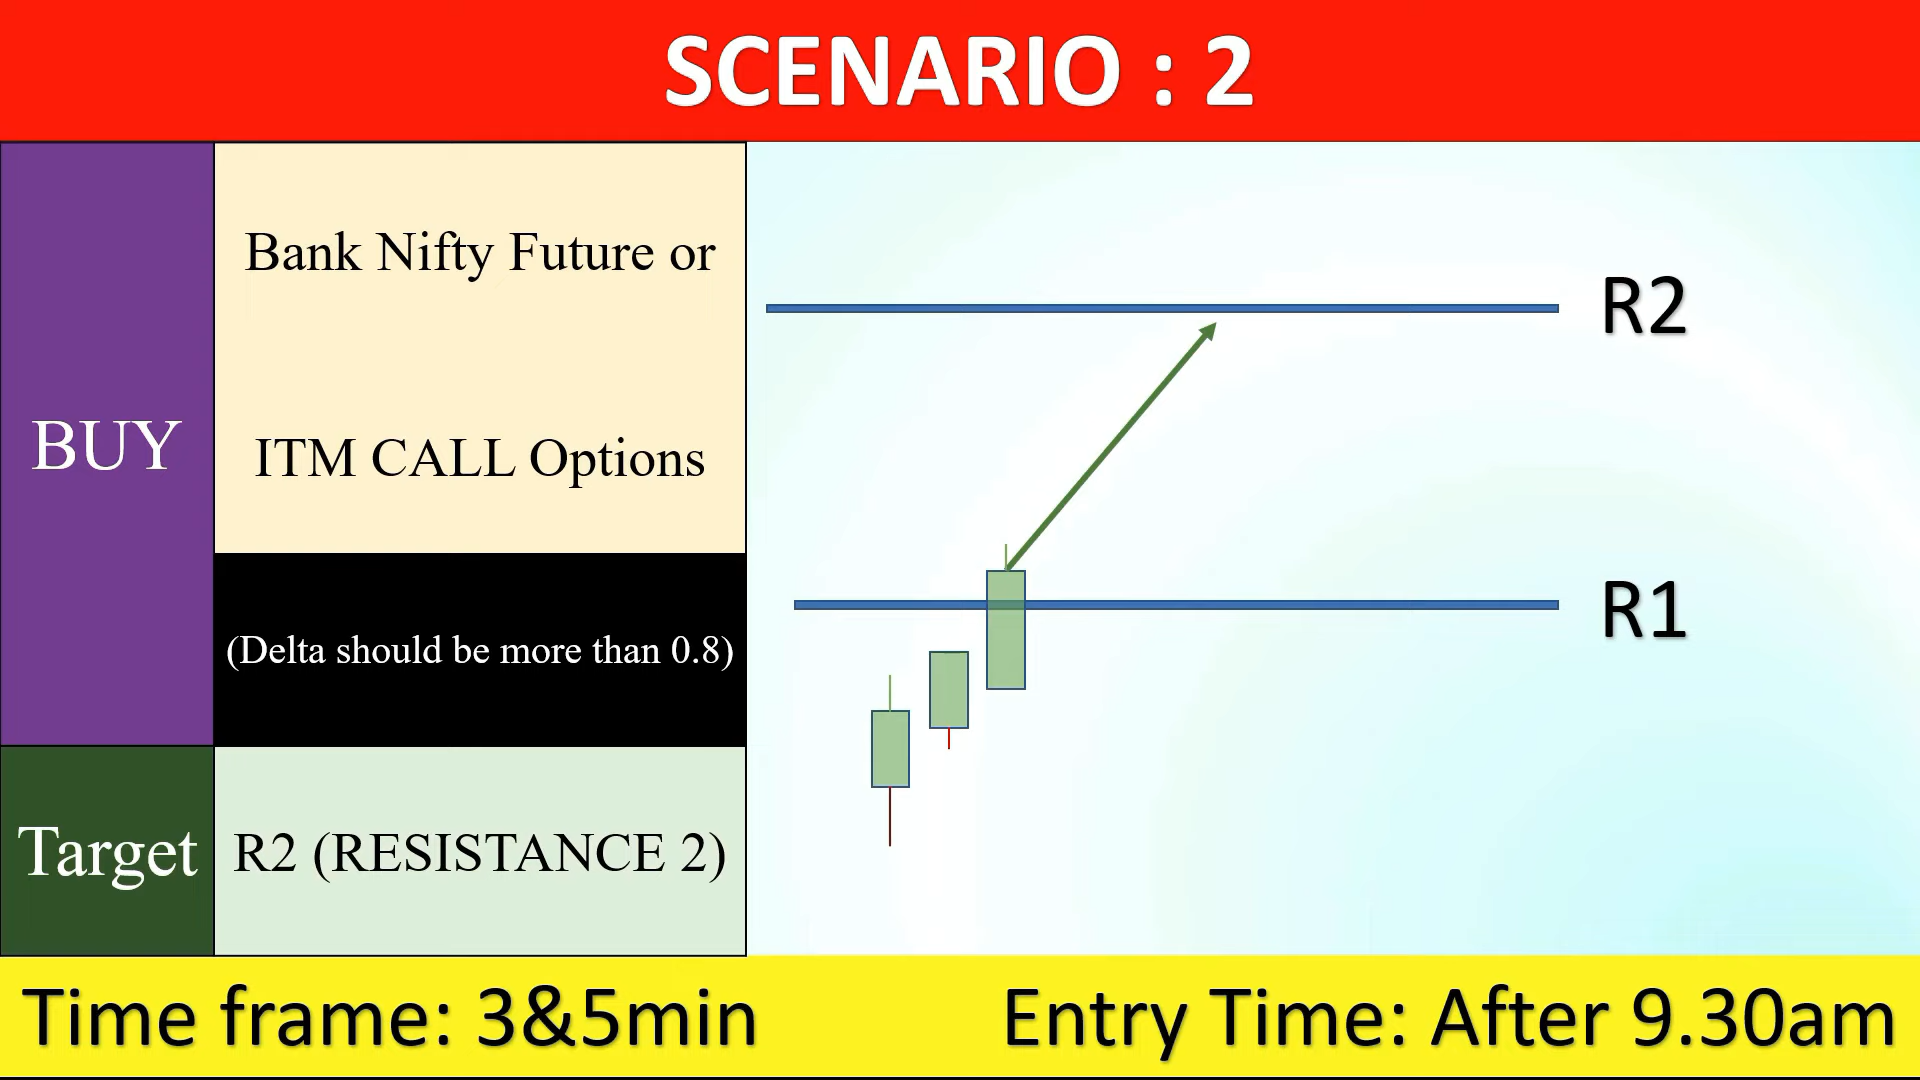 SCENARIO : 2
BUY
Bank Nifty Future or
ITM CALL Options
(Delta should be more than 0.8)
Target
R2 (RESISTANCE 2)
R2
R1
Time frame: 3&5min
Entry Time: After 9.30am